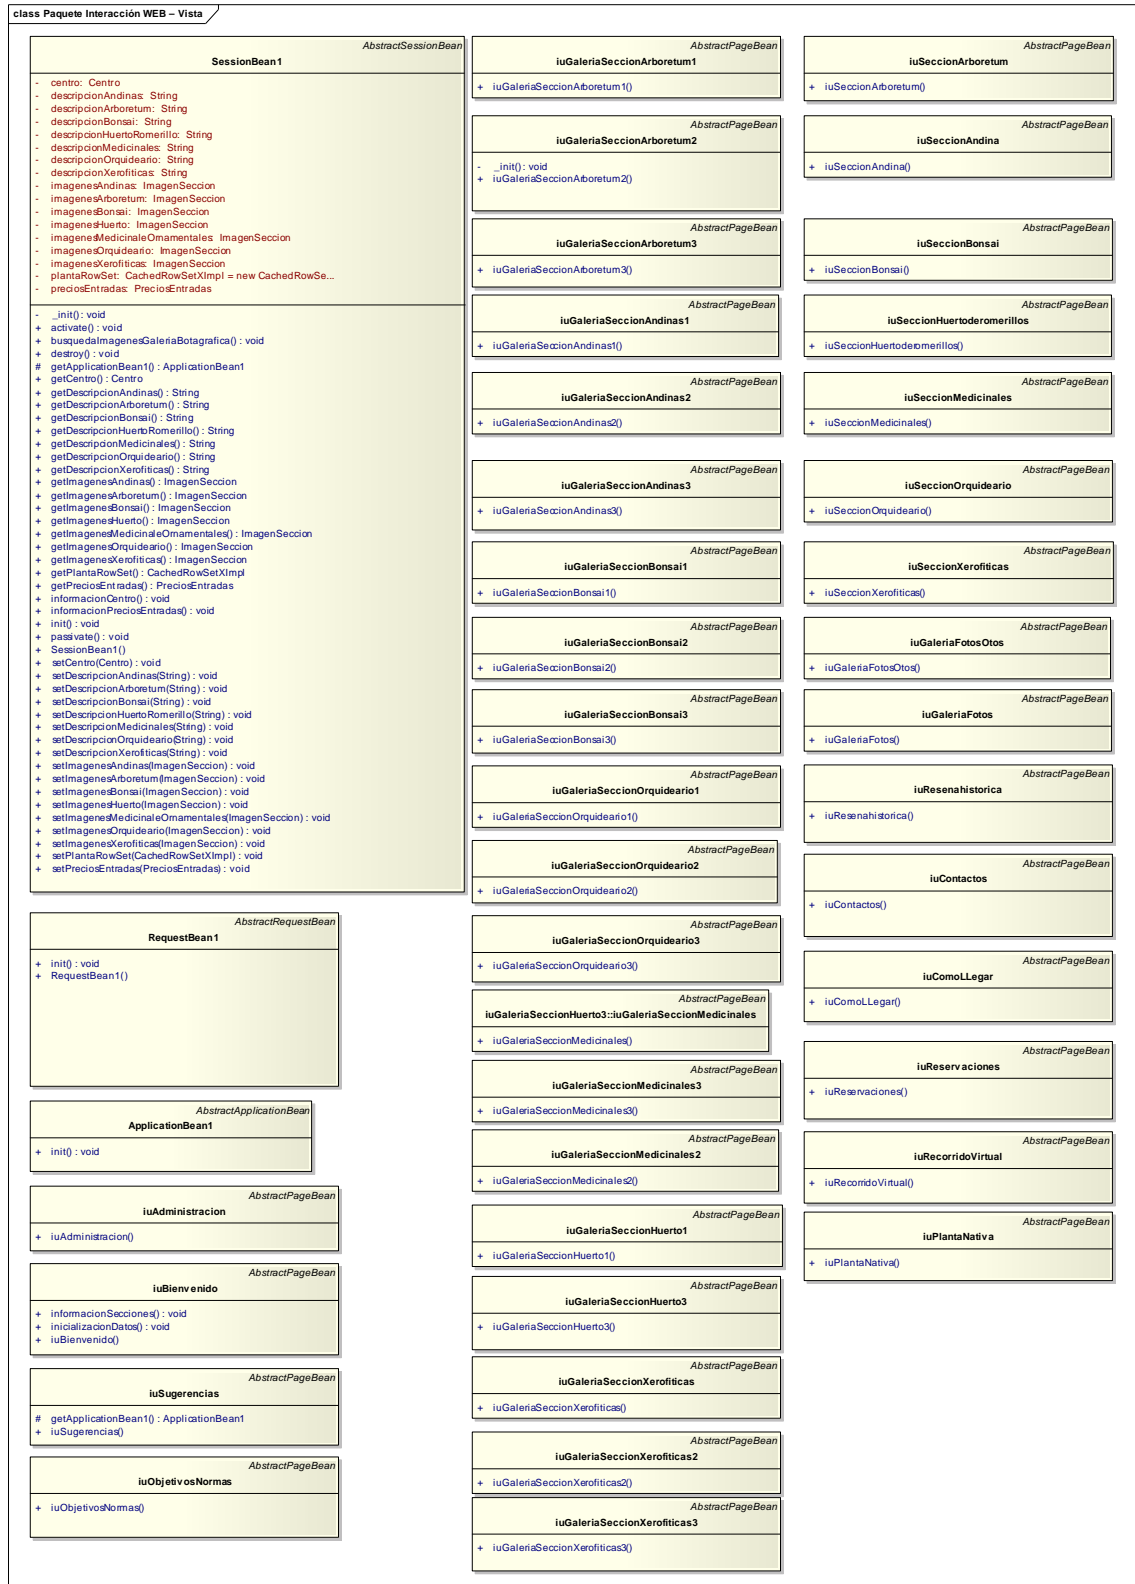 class Paquete Interacción WEB – Vista
AbstractSessionBean
SessionBean1
- centro: Centro
- descripcionAndinas: String
- descripcionArboretum: String
- descripcionBonsai: String
- descripcionHuertoRomerillo: String
- descripcionMedicinales: String
- descripcionOrquideario: String
- descripcionXerofiticas: String
- imagenesAndinas: ImagenSeccion
- imagenesArboretum: ImagenSeccion
- imagenesBonsai: ImagenSeccion
- imagenesHuerto: ImagenSeccion
- imagenesMedicinaleOrnamentales: ImagenSeccion
- imagenesOrquideario: ImagenSeccion
- imagenesXerofiticas: ImagenSeccion
- plantaRowSet: CachedRowSetXImpl = new CachedRowSe...
- preciosEntradas: PreciosEntradas
- _init() : void
+ activate() : void
+ busquedaImagenesGaleriaBotagrafica() : void
+ destroy() : void
# getApplicationBean1() : ApplicationBean1
+ getCentro() : Centro
+ getDescripcionAndinas() : String
+ getDescripcionArboretum() : String
+ getDescripcionBonsai() : String
+ getDescripcionHuertoRomerillo() : String
+ getDescripcionMedicinales() : String
+ getDescripcionOrquideario() : String
+ getDescripcionXerofiticas() : String
+ getImagenesAndinas() : ImagenSeccion
+ getImagenesArboretum() : ImagenSeccion
+ getImagenesBonsai() : ImagenSeccion
+ getImagenesHuerto() : ImagenSeccion
+ getImagenesMedicinaleOrnamentales() : ImagenSeccion
+ getImagenesOrquideario() : ImagenSeccion
+ getImagenesXerofiticas() : ImagenSeccion
+ getPlantaRowSet() : CachedRowSetXImpl
+ getPreciosEntradas() : PreciosEntradas
+ informacionCentro() : void
+ informacionPreciosEntradas() : void
+ init() : void
+ passivate() : void
+ SessionBean1()
+ setCentro(Centro) : void
+ setDescripcionAndinas(String) : void
+ setDescripcionArboretum(String) : void
+ setDescripcionBonsai(String) : void
+ setDescripcionHuertoRomerillo(String) : void
+ setDescripcionMedicinales(String) : void
+ setDescripcionOrquideario(String) : void
+ setDescripcionXerofiticas(String) : void
+ setImagenesAndinas(ImagenSeccion) : void
+ setImagenesArboretum(ImagenSeccion) : void
+ setImagenesBonsai(ImagenSeccion) : void
+ setImagenesHuerto(ImagenSeccion) : void
+ setImagenesMedicinaleOrnamentales(ImagenSeccion) : void
+ setImagenesOrquideario(ImagenSeccion) : void
+ setImagenesXerofiticas(ImagenSeccion) : void
+ setPlantaRowSet(CachedRowSetXImpl) : void
+ setPreciosEntradas(PreciosEntradas) : void
AbstractRequestBean
RequestBean1
+ init() : void
+ RequestBean1()
AbstractApplicationBean
ApplicationBean1
+ init() : void
AbstractPageBean
iuAdministracion
+ iuAdministracion()
AbstractPageBean
iuBienvenido
+ informacionSecciones() : void
+ inicializacionDatos() : void
+ iuBienvenido()
AbstractPageBean
iuSugerencias
# getApplicationBean1() : ApplicationBean1
+ iuSugerencias()
AbstractPageBean
iuObjetivosNormas
+ iuObjetivosNormas()
AbstractPageBean
iuGaleriaSeccionArboretum1
+ iuGaleriaSeccionArboretum1()
AbstractPageBean
iuGaleriaSeccionArboretum2
- _init() : void
+ iuGaleriaSeccionArboretum2()
AbstractPageBean
iuGaleriaSeccionArboretum3
+ iuGaleriaSeccionArboretum3()
AbstractPageBean
iuGaleriaSeccionAndinas1
+ iuGaleriaSeccionAndinas1()
AbstractPageBean
iuGaleriaSeccionAndinas2
+ iuGaleriaSeccionAndinas2()
AbstractPageBean
iuGaleriaSeccionAndinas3
+ iuGaleriaSeccionAndinas3()
AbstractPageBean
iuGaleriaSeccionBonsai1
+ iuGaleriaSeccionBonsai1()
AbstractPageBean
iuGaleriaSeccionBonsai2
+ iuGaleriaSeccionBonsai2()
AbstractPageBean
iuGaleriaSeccionBonsai3
+ iuGaleriaSeccionBonsai3()
AbstractPageBean
iuGaleriaSeccionOrquideario1
+ iuGaleriaSeccionOrquideario1()
AbstractPageBean
iuGaleriaSeccionOrquideario2
+ iuGaleriaSeccionOrquideario2()
AbstractPageBean
iuGaleriaSeccionOrquideario3
+ iuGaleriaSeccionOrquideario3()
AbstractPageBean
iuGaleriaSeccionHuerto3::iuGaleriaSeccionMedicinales
+ iuGaleriaSeccionMedicinales()
AbstractPageBean
iuGaleriaSeccionMedicinales3
+ iuGaleriaSeccionMedicinales3()
AbstractPageBean
iuGaleriaSeccionMedicinales2
+ iuGaleriaSeccionMedicinales2()
AbstractPageBean
iuGaleriaSeccionHuerto1
+ iuGaleriaSeccionHuerto1()
AbstractPageBean
iuGaleriaSeccionHuerto3
+ iuGaleriaSeccionHuerto3()
AbstractPageBean
iuGaleriaSeccionXerofiticas
+ iuGaleriaSeccionXerofiticas()
AbstractPageBean
iuGaleriaSeccionXerofiticas2
+ iuGaleriaSeccionXerofiticas2()
AbstractPageBean
iuGaleriaSeccionXerofiticas3
+ iuGaleriaSeccionXerofiticas3()
AbstractPageBean
iuSeccionArboretum
+ iuSeccionArboretum()
AbstractPageBean
iuSeccionAndina
+ iuSeccionAndina()
AbstractPageBean
iuSeccionBonsai
+ iuSeccionBonsai()
AbstractPageBean
iuSeccionHuertoderomerillos
+ iuSeccionHuertoderomerillos()
AbstractPageBean
iuSeccionMedicinales
+ iuSeccionMedicinales()
AbstractPageBean
iuSeccionOrquideario
+ iuSeccionOrquideario()
AbstractPageBean
iuSeccionXerofiticas
+ iuSeccionXerofiticas()
AbstractPageBean
iuGaleriaFotosOtos
+ iuGaleriaFotosOtos()
AbstractPageBean
iuGaleriaFotos
+ iuGaleriaFotos()
AbstractPageBean
iuResenahistorica
+ iuResenahistorica()
AbstractPageBean
iuContactos
+ iuContactos()
AbstractPageBean
iuComoLLegar
+ iuComoLLegar()
AbstractPageBean
iuReservaciones
+ iuReservaciones()
AbstractPageBean
iuRecorridoVirtual
+ iuRecorridoVirtual()
AbstractPageBean
iuPlantaNativa
+ iuPlantaNativa()